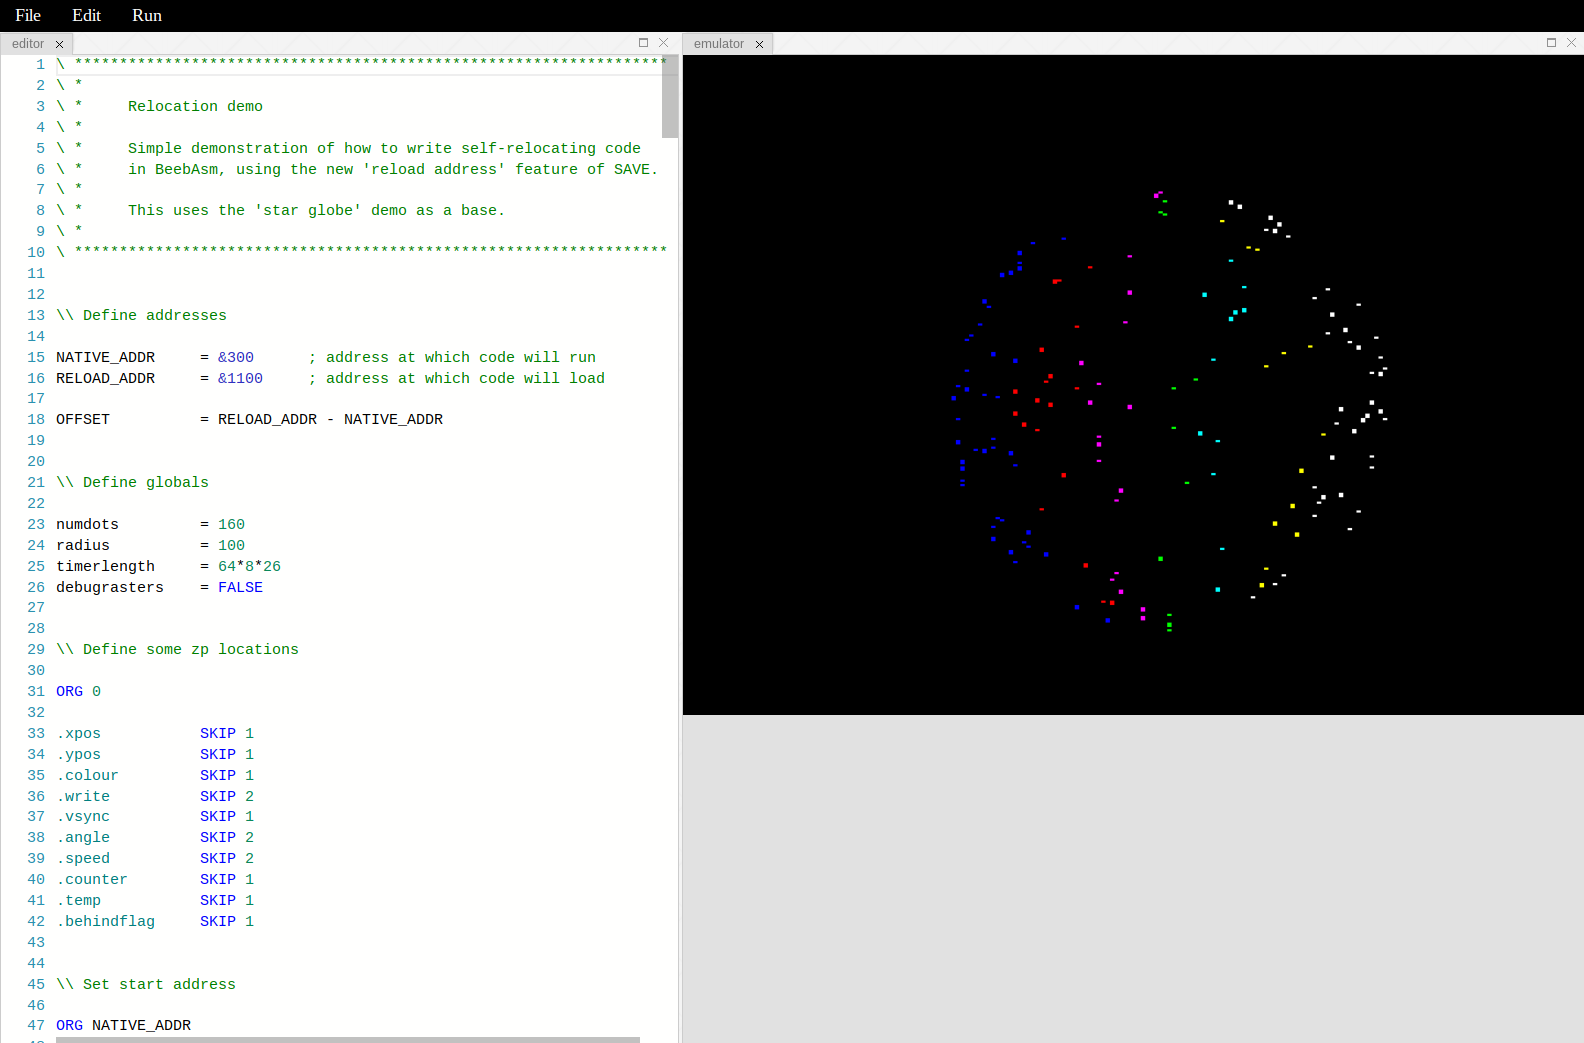 File Edit Run
editor
emulator
1 \ ******************************************************************
2 \ *
3 \ *     Relocation demo
4 \ *
5 \ *     Simple demonstration of how to write self-relocating code
6 \ *     in BeebAsm, using the new 'reload address' feature of SAVE.
7 \ *
8 \ *     This uses the 'star globe' demo as a base.
9 \ *
10 \ ******************************************************************
11
12
13 \\ Define addresses
14
15 NATIVE_ADDR     = &300      ; address at which code will run
16 RELOAD_ADDR     = &1100     ; address at which code will load
17
18 OFFSET          = RELOAD_ADDR - NATIVE_ADDR
19
20
21 \\ Define globals
22
23 numdots         = 160
24 radius          = 100
25 timerlength     = 64*8*26
26 debugrasters    = FALSE
27
28
29 \\ Define some zp locations
30
31 ORG 0
32
33 .xpos           SKIP 1
34 .ypos           SKIP 1
35 .colour         SKIP 1
36 .write          SKIP 2
37 .vsync          SKIP 1
38 .angle          SKIP 2
39 .speed          SKIP 2
40 .counter        SKIP 1
41 .temp           SKIP 1
42 .behindflag     SKIP 1
43
44
45 \\ Set start address
46
47 ORG NATIVE_ADDR